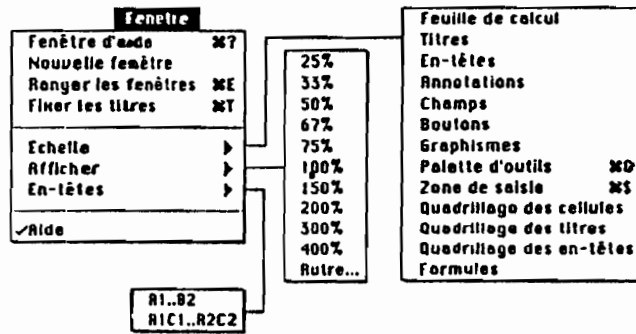 Fenetre
Fenêtre d'aide ⌘?
Nouvelle fenêtre
Ranger les fenêtres ⌘E
Fixer les titres ⌘T
Echelle
Afficher
En-têtes
✓Aide
25%
33%
50%
67%
75%
100%
150%
200%
300%
400%
Autre...
A1..B2
R1C1..R2C2
Feuille de calcul
Titres
En-têtes
Annotations
Champs
Boutons
Graphismes
Palette d'outils ⌘D
Zone de saisie ⌘$
Quadrillage des cellules
Quadrillage des titres
Quadrillage des en-têtes
Formules